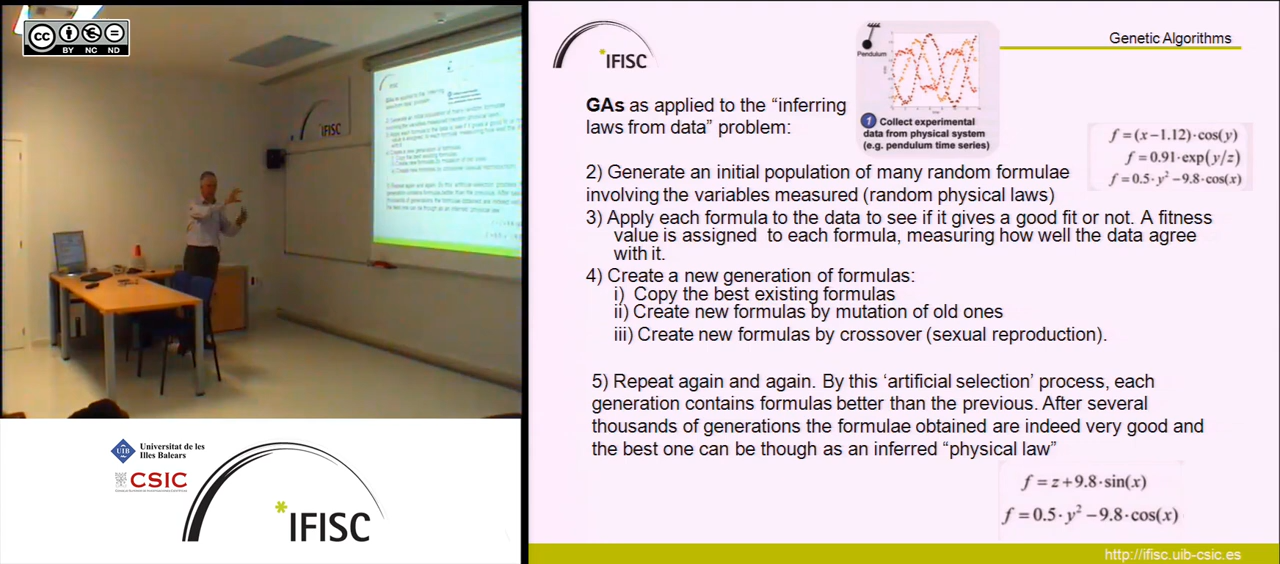 cc
BY NC ND
IFISC
Universitat de les
Illes Balears
UIB
CSIC
*IFISC
*IFISC
Genetic Algorithms
Pendulum
1 Collect experimental
data from physical system
(e.g. pendulum time series)
GAs as applied to the “inferring
laws from data” problem:
f = (x−1.12)·cos(y)
f = 0.91·exp(y/z)
f = 0.5·y² −9.8·cos(x)
2) Generate an initial population of many random formulae
involving the variables measured (random physical laws)
3) Apply each formula to the data to see if it gives a good fit or not. A fitness
value is assigned to each formula, measuring how well the data agree
with it.
4) Create a new generation of formulas:
i) Copy the best existing formulas
ii) Create new formulas by mutation of old ones
iii) Create new formulas by crossover (sexual reproduction).
5) Repeat again and again. By this ‘artificial selection’ process, each
generation contains formulas better than the previous. After several
thousands of generations the formulae obtained are indeed very good and
the best one can be though as an inferred “physical law”
f = z+9.8·sin(x)
f = 0.5·y² −9.8·cos(x)
http://ifisc.uib-csic.es